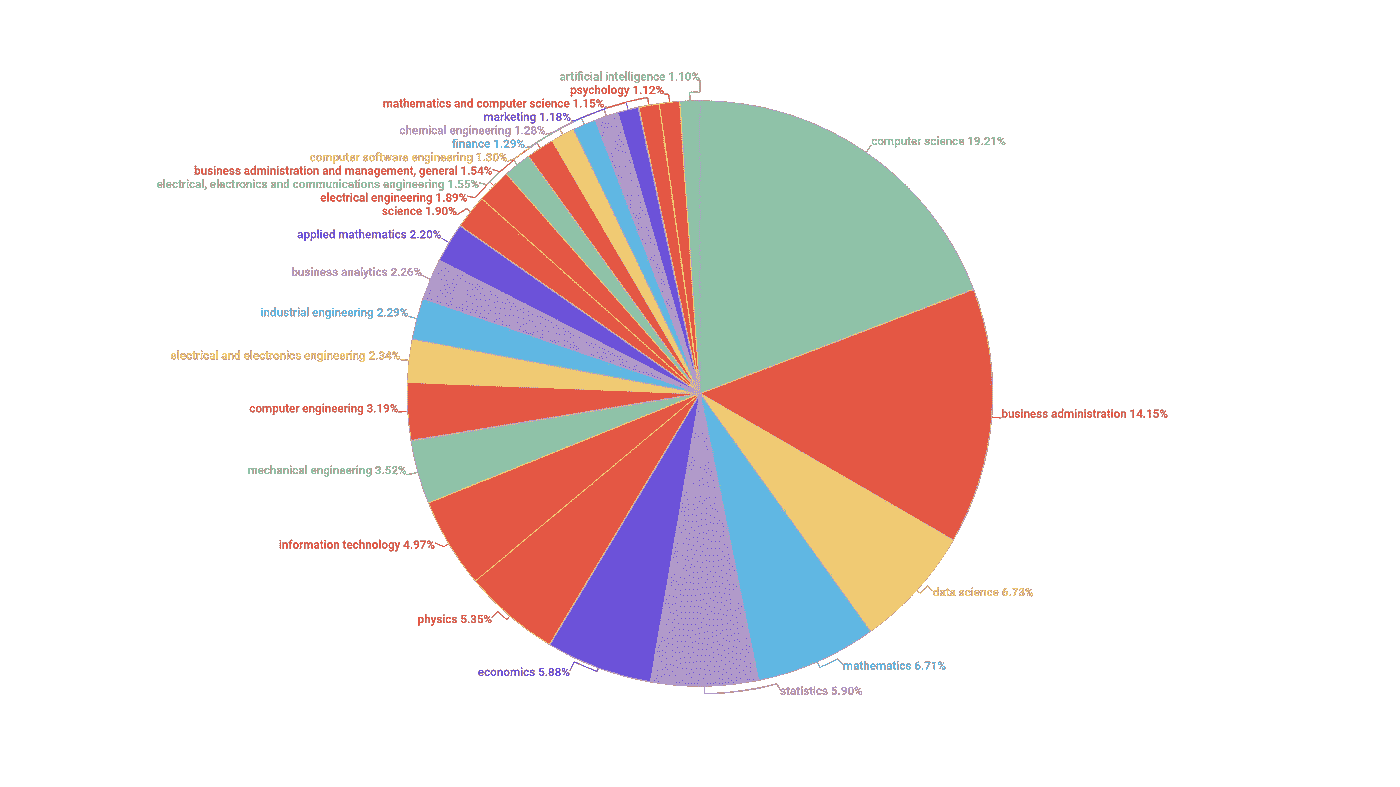 artificial intelligence 1.10%
psychology 1.12%
mathematics and computer science 1.15%
marketing 1.18%
chemical engineering 1.28%
computer science 19.21%
finance 1.29%
computer software engineering 1.30%
business administration and management, general 1.54%
electrical, electronics and communications engineering 1.55%
electrical engineering 1.89%
science 1.90%
applied mathematics 2.20%
business analytics 2.26%
industrial engineering 2.29%
electrical and electronics engineering 2.34%
computer engineering 3.19%
business administration 14.15%
mechanical engineering 3.52%
information technology 4.97%
data science 6.73%
physics 5.35%
mathematics 6.71%
economics 5.88%
statistics 5.90%